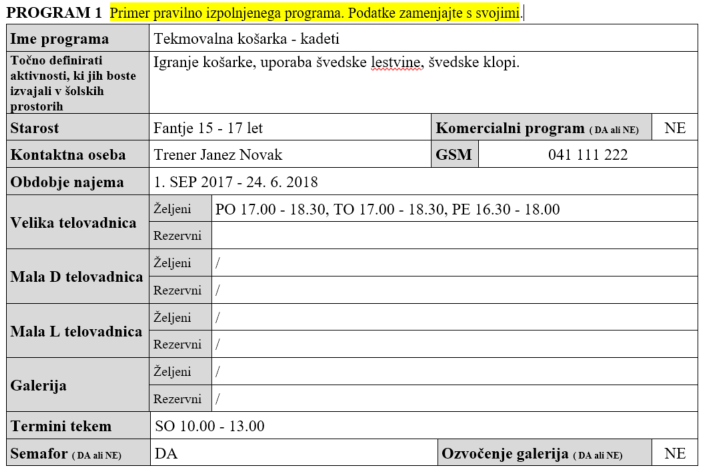 PROGRAM 1 Primer pravilno izpolnjenega programa. Podatke zamenjajte s svojimi.
Ime programa Tekmovalna košarka - kadeti
Točno definirati
aktivnosti, ki jih boste
izvajali v šolskih
prostorih
Igranje košarke, uporaba švedske lestvine, švedske klopi.
Starost Fantje 15 - 17 let Komercialni program ( DA ali NE) NE
Kontaktna oseba Trener Janez Novak GSM 041 111 222
Obdobje najema 1. SEP 2017 - 24. 6. 2018
Velika telovadnica
Željeni PO 17.00 - 18.30, TO 17.00 - 18.30, PE 16.30 - 18.00
Rezervni
Mala D telovadnica
Željeni /
Rezervni /
Mala L telovadnica
Željeni /
Rezervni /
Galerija
Željeni /
Rezervni /
Termini tekem SO 10.00 - 13.00
Semafor ( DA ali NE) DA Ozvočenje galerija ( DA ali NE) NE